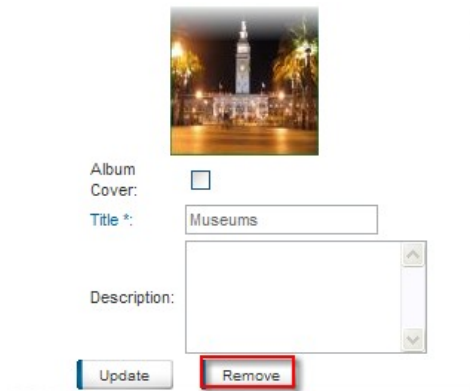 Album
Cover:
Title *:
Museums
Description:
Update
Remove